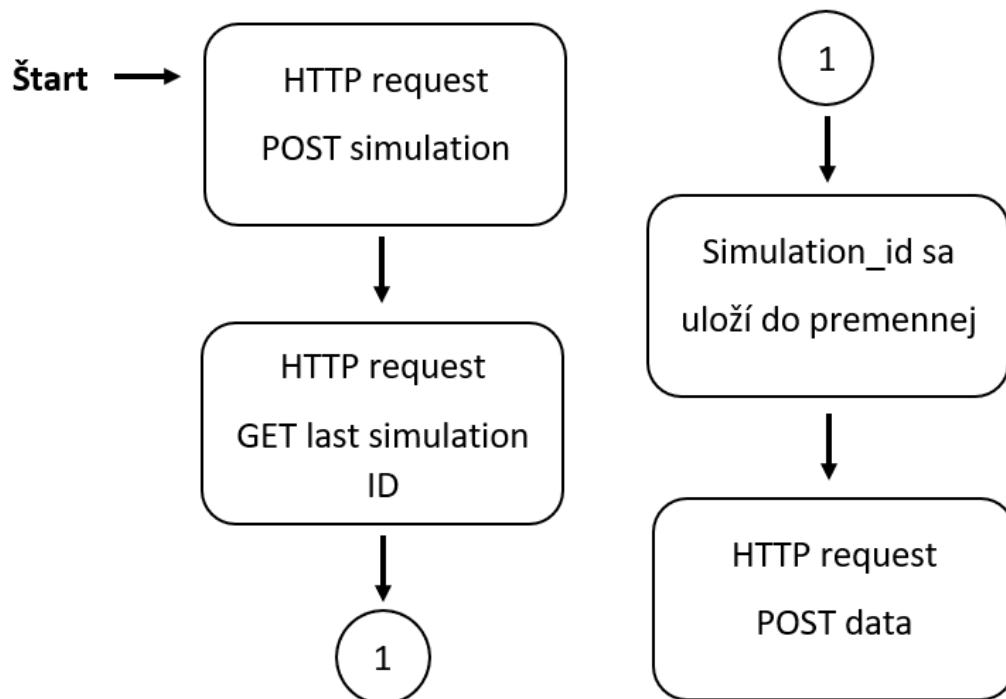 Štart
HTTP request
POST simulation
HTTP request
GET last simulation
ID
1
1
Simulation_id sa
uloží do premennej
HTTP request
POST data